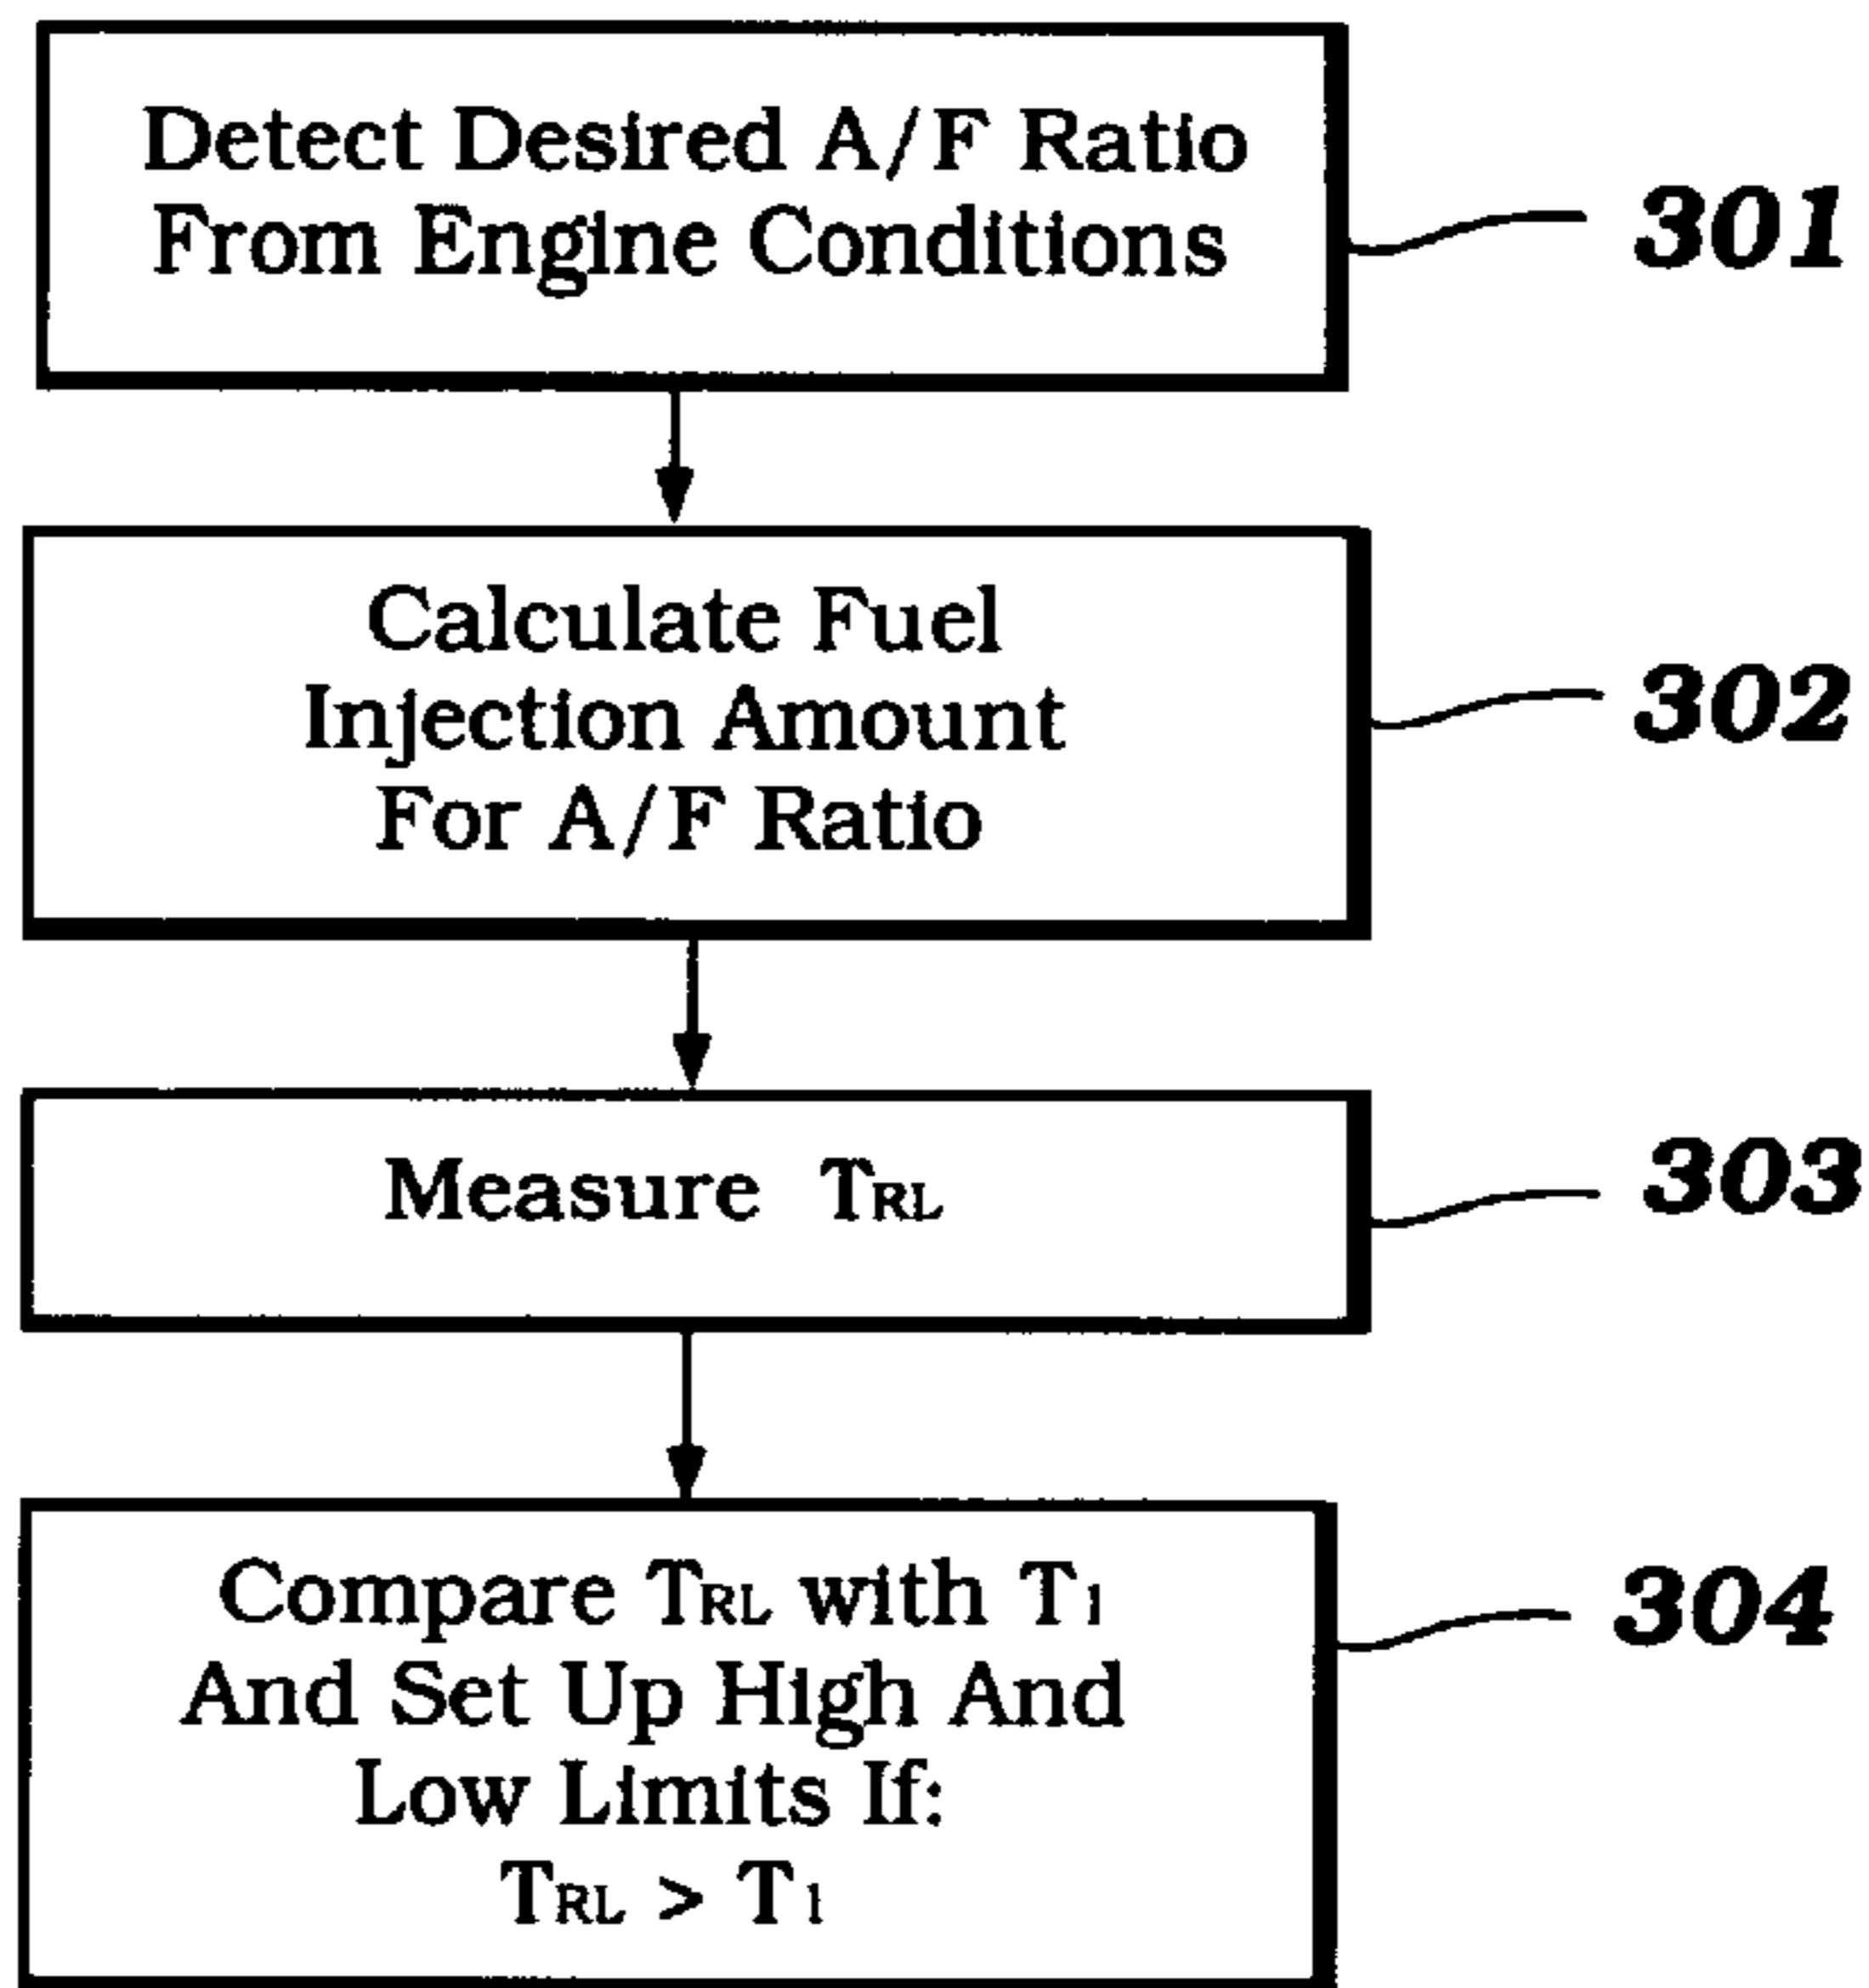 Detect Desired A/F Ratio
From Engine Conditions
301
Calculate Fuel
Injection Amount
For A/F Ratio
302
Measure TRL
303
Compare TRL with T1
And Set Up High And
Low Limits If:
TRL > T1
304